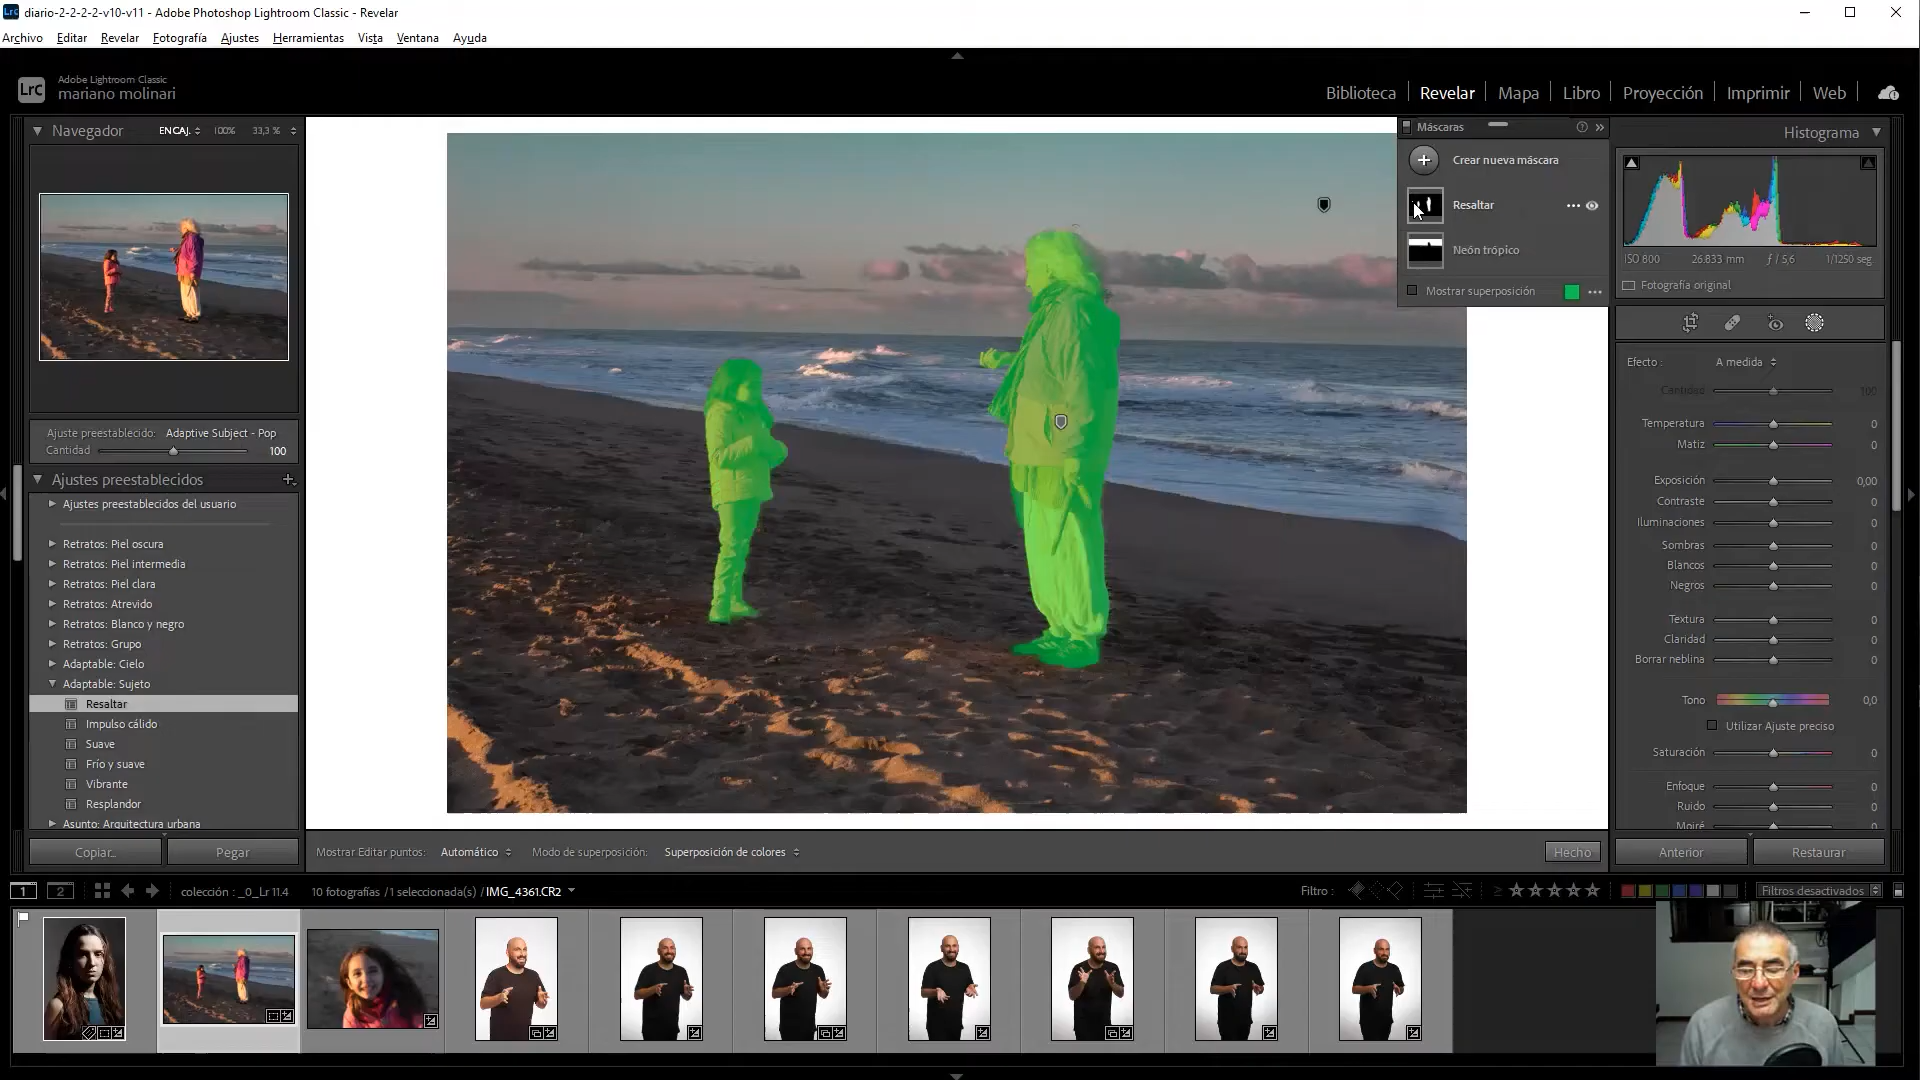 Lrc diario-2-2-2-2-v10-v11 - Adobe Photoshop Lightroom Classic - Revelar
Archivo Editar Revelar Fotografía Ajustes Herramientas Vista Ventana Ayuda
LrC
Adobe Lightroom Classic
mariano molinari
Biblioteca | Revelar | Mapa | Libro | Proyección | Imprimir | Web |
Navegador ENCAJ. 100% 33,3 %
Ajuste preestablecido: Adaptive Subject - Pop
Cantidad 100
Ajustes preestablecidos +
Ajustes preestablecidos del usuario
Retratos: Piel oscura
Retratos: Piel intermedia
Retratos: Piel clara
Retratos: Atrevido
Retratos: Blanco y negro
Retratos: Grupo
Adaptable: Cielo
Adaptable: Sujeto
Resaltar
Impulso cálido
Suave
Frío y suave
Vibrante
Resplandor
Asunto: Arquitectura urbana
Copiar... Pegar
Máscaras
Crear nueva máscara
Resaltar
Neón trópico
Mostrar superposición
Histograma
ISO 800 26.833 mm ƒ / 5,6 1/1250 seg.
Fotografía original
Efecto : A medida
Cantidad 100
Temperatura 0
Matiz 0
Exposición 0,00
Contraste 0
Iluminaciones 0
Sombras 0
Blancos 0
Negros 0
Textura 0
Claridad 0
Borrar neblina 0
Tono 0,0
Utilizar Ajuste preciso
Saturación 0
Enfoque 0
Ruido 0
Moiré 0
Mostrar Editar puntos: Automático Modo de superposición: Superposición de colores Hecho
Anterior Restaurar
1 2 colección : _0_Lr 11.4 10 fotografías /1 seleccionada(s) /IMG_4361.CR2 Filtro : Filtros desactivados